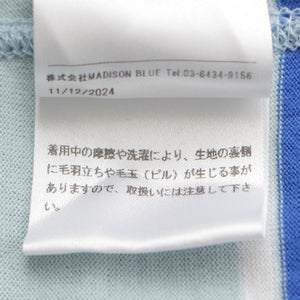 株式会社MADISON BLUE Tel.03-6434-9156
11/12/2024
着用中の摩擦や洗濯により、生地の裏側
に毛羽立ちや毛玉（ピル）が生じる事が
ありますので、取扱いには注意して下さ
い。